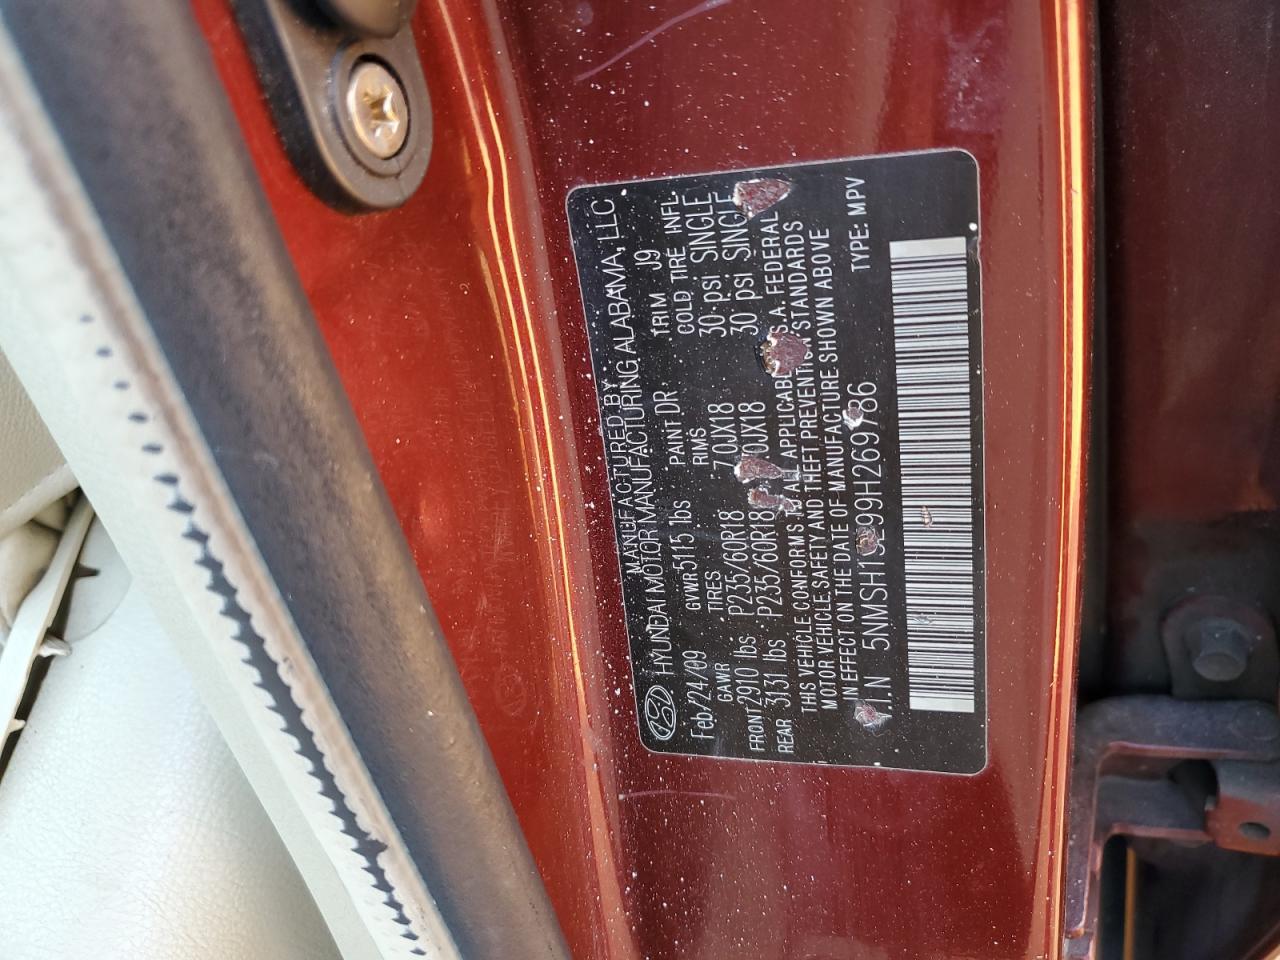 MANUFACTURED BY
HYUNDAI MOTOR MANUFACTURING ALABAMA, LLC
Feb/24/09 GVWR 5115 lbs PAINT DR TRIM J9
GAWR TIRES RIMS COLD TIRE INFL.
FRONT 2910 lbs P235/60R18 7.0JX18 30 psi SINGLE
REAR 3131 lbs P235/60R18 0JX18 30 psi SINGLE
THIS VEHICLE CONFORMS TO ALL APPLICABLE U.S.A. FEDERAL
MOTOR VEHICLE SAFETY AND THEFT PREVENTION STANDARDS
IN EFFECT ON THE DATE OF MANUFACTURE SHOWN ABOVE
V.I.N TYPE: MPV